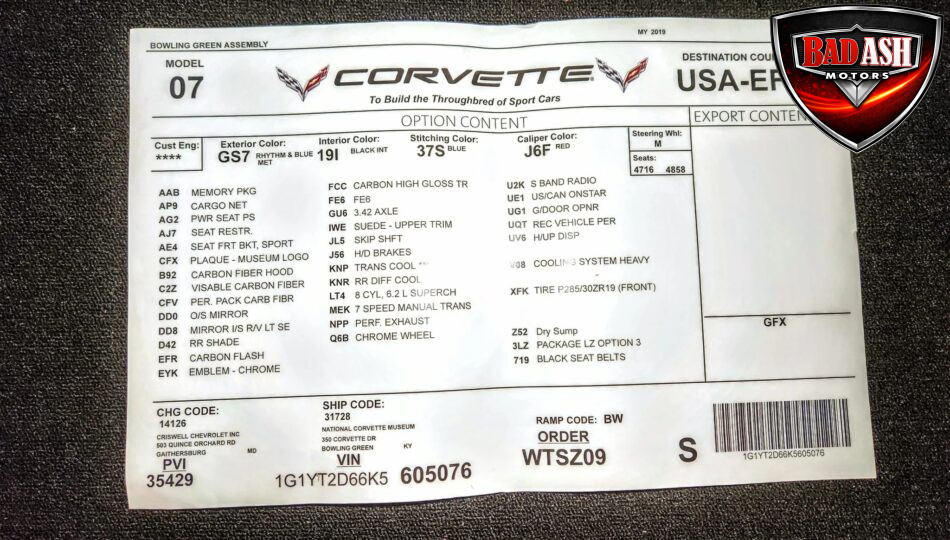 BAD ASH
MOTORS
MY 2019
BOWLING GREEN ASSEMBLY
MODEL
07
CORVETTE
To Build the Throughbred of Sport Cars
DESTINATION
USA-
OPTION CONTENT
EXPORT
Cust Eng:
****
Exterior Color:
GS7 RHYTHM & BLUE MET
Interior Color:
19I BLACK INT
Stitching Color:
37S BLUE
Caliper Color:
J6F RED
Steering Whl:
M
Seats:
4716 4858
AAB MEMORY PKG
AP9 CARGO NET
AG2 PWR SEAT PS
AJ7 SEAT RESTR.
AE4 SEAT FRT BKT, SPORT
CFX PLAQUE - MUSEUM LOGO
B92 CARBON FIBER HOOD
C2Z VISABLE CARBON FIBER
CFV PER. PACK CARB FIBR
DD0 O/S MIRROR
DD8 MIRROR I/S R/V LT SE
D42 RR SHADE
EFR CARBON FLASH
EYK EMBLEM - CHROME
FCC CARBON HIGH GLOSS TR
FE6 FE6
GU6 3.42 AXLE
IWE SUEDE - UPPER TRIM
JL5 SKIP SHFT
J56 H/D BRAKES
KNP TRANS COOL **
KNR RR DIFF COOL
LT4 8 CYL, 6.2 L SUPERCH
MEK 7 SPEED MANUAL TRANS
NPP PERF, EXHAUST
Q6B CHROME WHEEL
U2K S BAND RADIO
UE1 US/CAN ONSTAR
UG1 G/DOOR OPNR
UQT REC VEHICLE PER
UV6 H/UP DISP
V08 COOLING SYSTEM HEAVY
XFK TIRE P285/30ZR19 (FRONT)
Z52 Dry Sump
3LZ PACKAGE LZ OPTION 3
719 BLACK SEAT BELTS
GFX
CHG CODE:
14126
CRISWELL CHEVROLET INC
503 QUINCE ORCHARD RD
GAITHERSBURG MD
PVI
35429
SHIP CODE:
31728
NATIONAL CORVETTE MUSEUM
350 CORVETTE DR
BOWLING GREEN KY
VIN
1G1YT2D66K5 605076
RAMP CODE: BW
ORDER
WTSZ09
S
1G1YT2D66K5605076